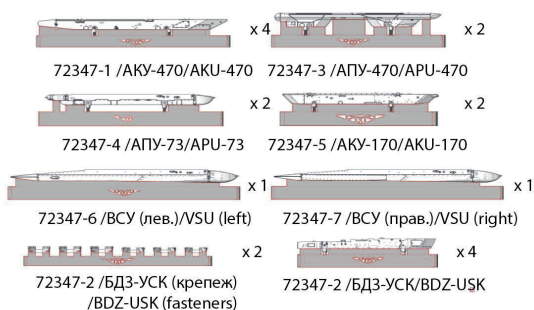 x 4
x 2
72347-1 /АКУ-470/AKU-470
72347-3 /АПУ-470/APU-470
x 2
x 2
72347-4 /АПУ-73/APU-73
72347-5 /АКУ-170/AKU-170
x 1
x 1
72347-6 /ВСУ (лев.)/VSU (left)
72347-7 /ВСУ (прав.)/VSU (right)
x 2
x 4
72347-2 /БДЗ-УСК (крепеж)
/BDZ-USK (fasteners)
72347-2 /БДЗ-УСК/BDZ-USK